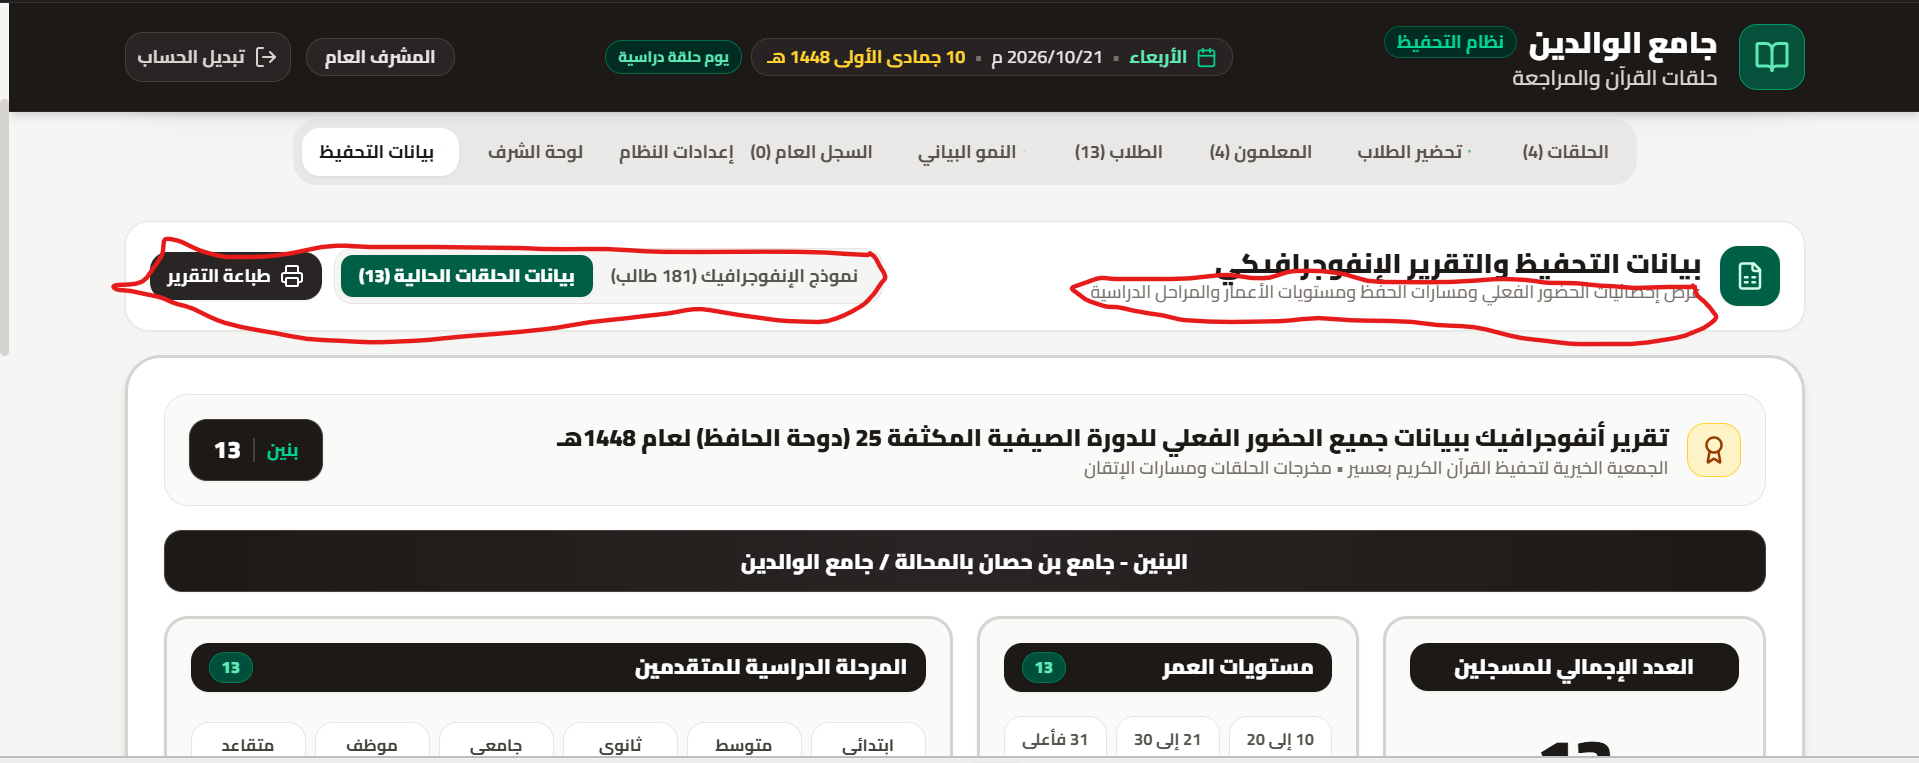 جامع الوالدين
نظام التحفيظ
حلقات القرآن والمراجعة
الأربعاء • 2026/10/21 م • 10 جمادى الأولى 1448 هـ
يوم حلقة دراسية
المشرف العام
تبديل الحساب
الحلقات (4)
تحضير الطلاب
المعلمون (4)
الطلاب (13)
النمو البياني
السجل العام (0)
إعدادات النظام
لوحة الشرف
بيانات التحفيظ
بيانات التحفيظ والتقرير الإنفوجرافيكي
عرض إحصائيات الحضور الفعلي ومسارات الحفظ ومستويات الأعمار والمراحل الدراسية
نموذج الإنفوجرافيك (181 طالب)
بيانات الحلقات الحالية (13)
طباعة التقرير
تقرير أنفوجرافيك ببيانات جميع الحضور الفعلي للدورة الصيفية المكثفة 25 (دوحة الحافظ) لعام 1448هـ
الجمعية الخيرية لتحفيظ القرآن الكريم بعسير • مخرجات الحلقات ومسارات الإتقان
بنين | 13
البنين - جامع بن حصان بالمحالة / جامع الوالدين
العدد الإجمالي للمسجلين
مستويات العمر
13
المرحلة الدراسية للمتقدمين
13
10 إلى 20
21 إلى 30
31 فأعلى
ابتدائي
متوسط
ثانوي
جامعي
موظف
متقاعد